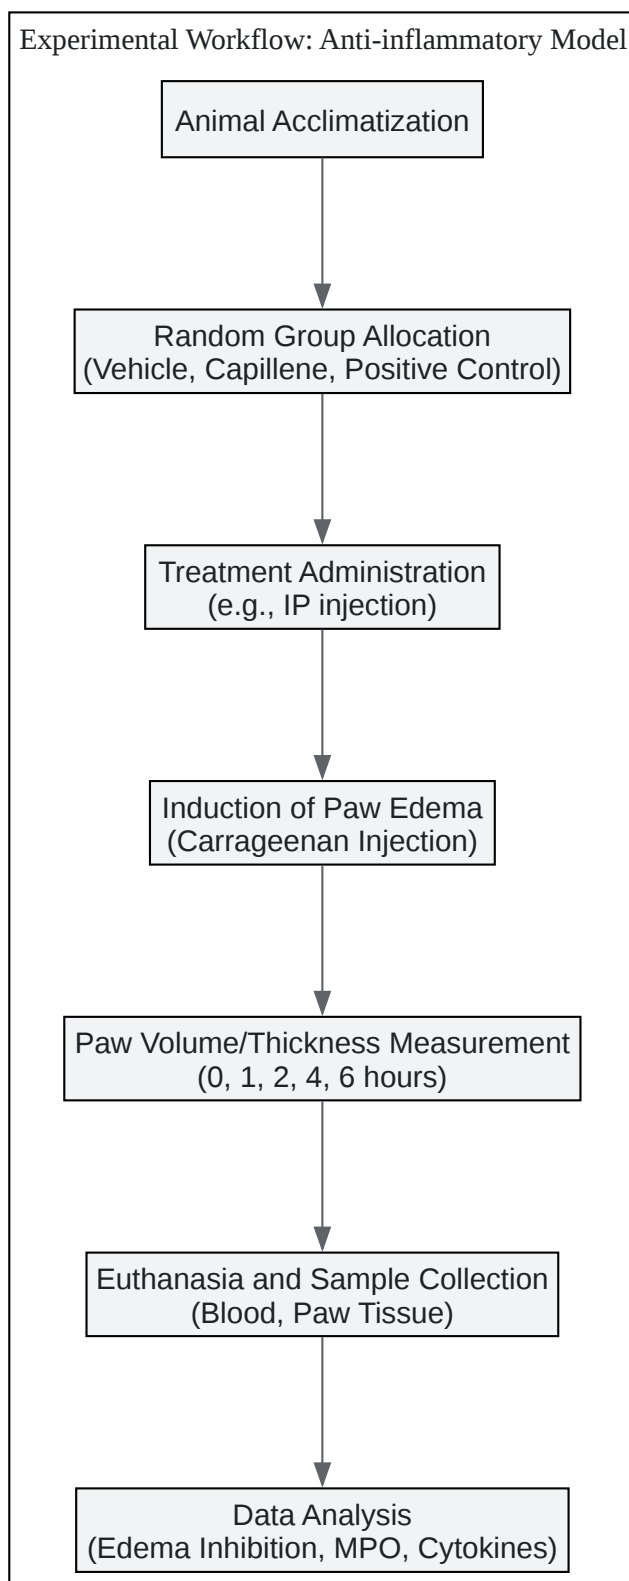 Experimental Workflow: Anti-inflammatory Model
Animal Acclimatization
Random Group Allocation
(Vehicle, Capillene, Positive Control)
Treatment Administration
(e.g., IP injection)
Induction of Paw Edema
(Carrageenan Injection)
Paw Volume/Thickness Measurement
(0, 1, 2, 4, 6 hours)
Euthanasia and Sample Collection
(Blood, Paw Tissue)
Data Analysis
(Edema Inhibition, MPO, Cytokines)